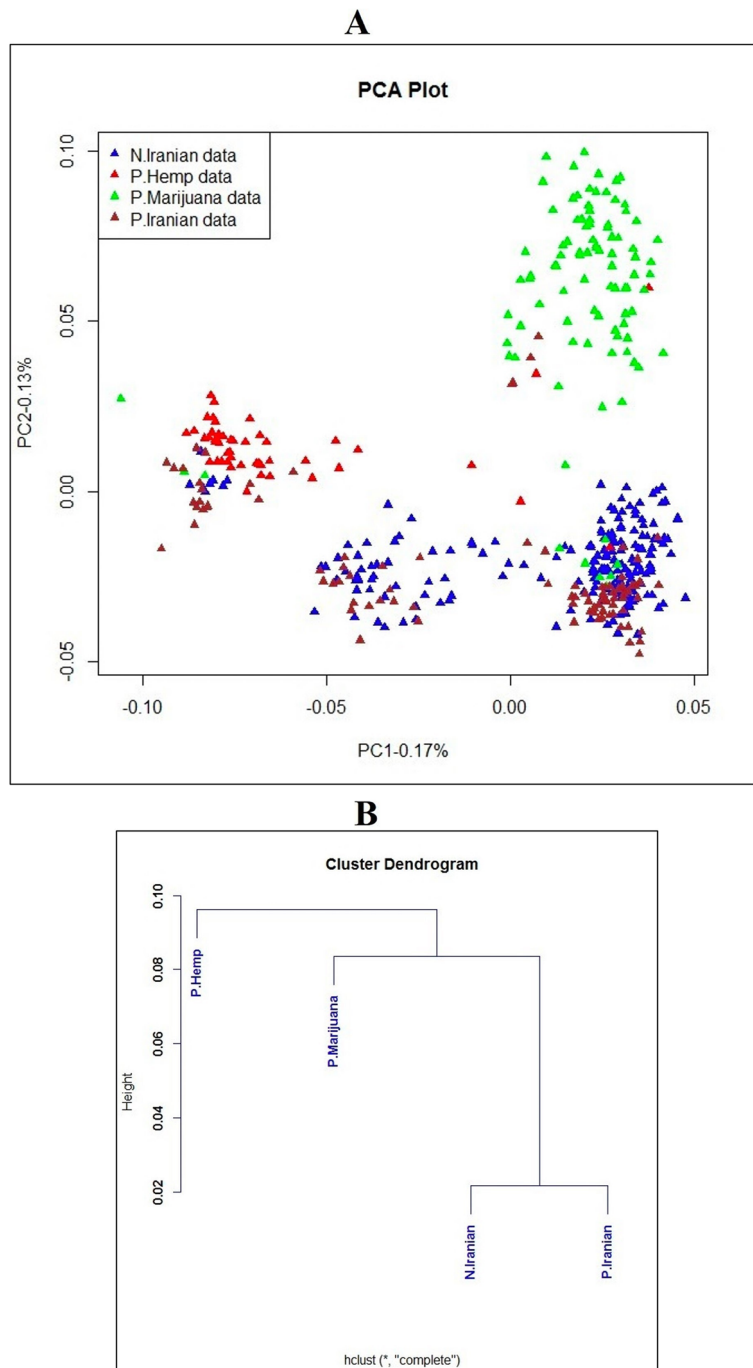 A
PCA Plot
N.Iranian data
P.Hemp data
P.Marijuana data
P.Iranian data
0.10
0.05
0.00
-0.05
PC2-0.13%
-0.10
-0.05
0.00
0.05
PC1-0.17%
B
Cluster Dendrogram
0.10
0.08
0.06
0.04
0.02
Height
P.Hemp
P.Marijuana
N.Iranian
P.Iranian
hclust (*, "complete")